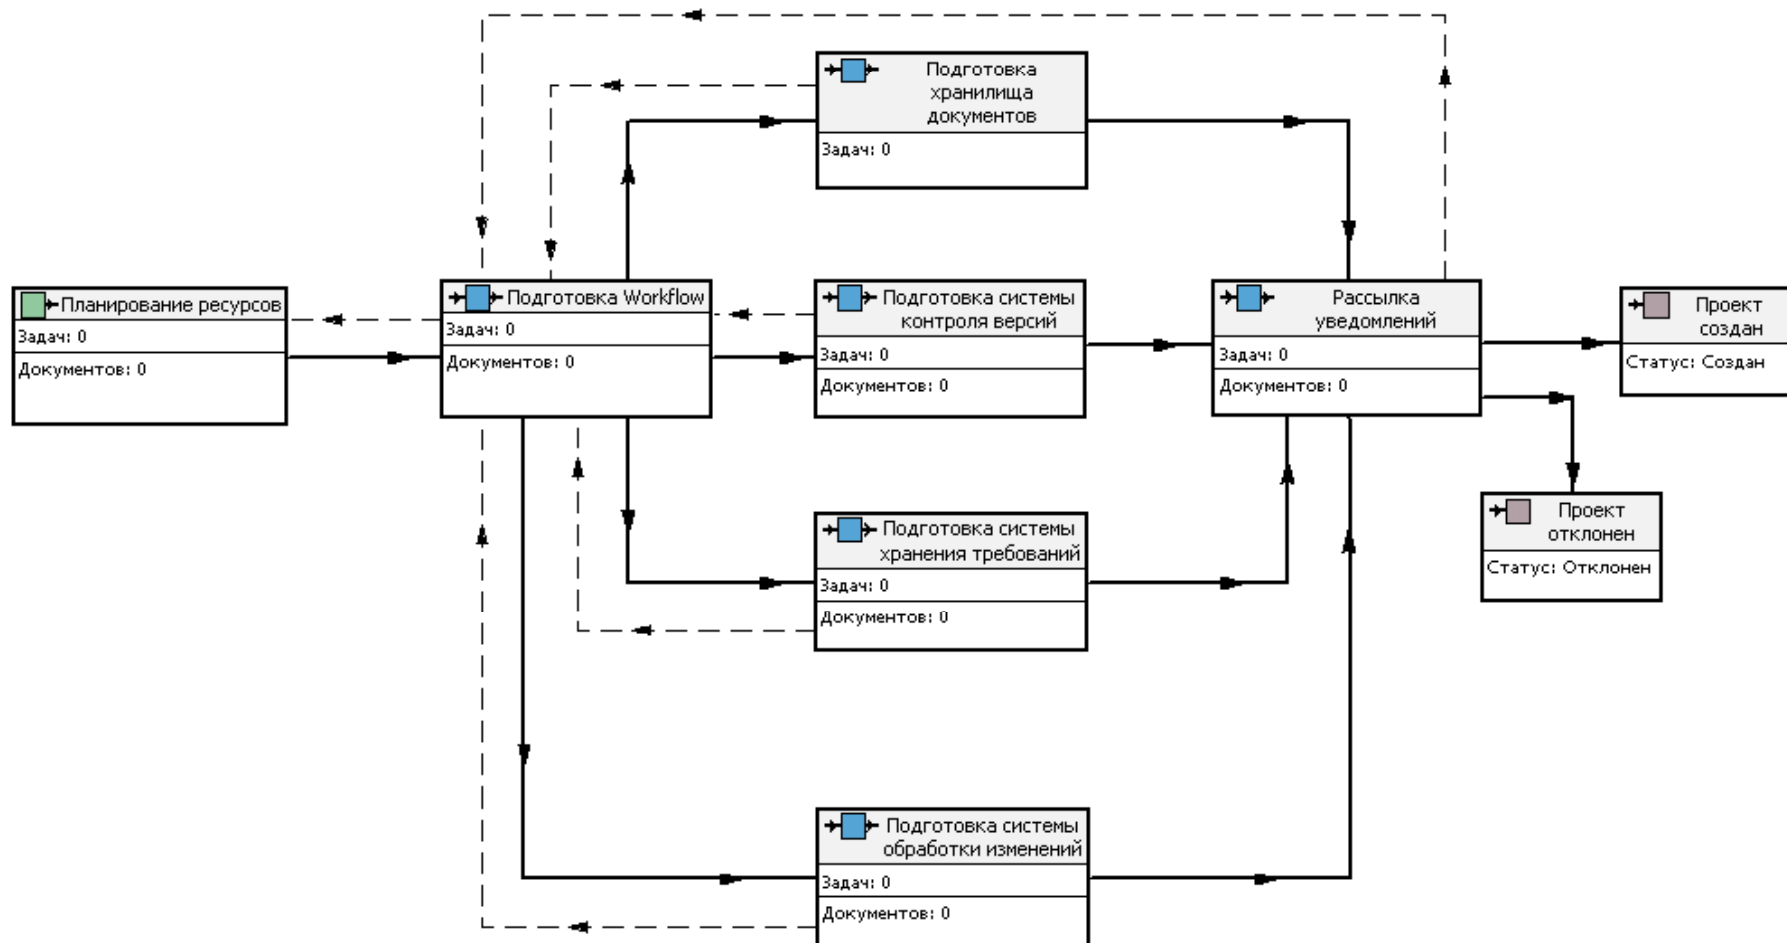 Подготовка
хранилища
документов
Задач: 0
Планирование ресурсов
Задач: 0
Документов: 0
Подготовка Workflow
Задач: 0
Документов: 0
Подготовка системы
контроля версий
Задач: 0
Документов: 0
Рассылка
уведомлений
Задач: 0
Документов: 0
Проект
создан
Статус: Создан
Проект
отклонен
Статус: Отклонен
Подготовка системы
хранения требований
Задач: 0
Документов: 0
Подготовка системы
обработки изменений
Задач: 0
Документов: 0